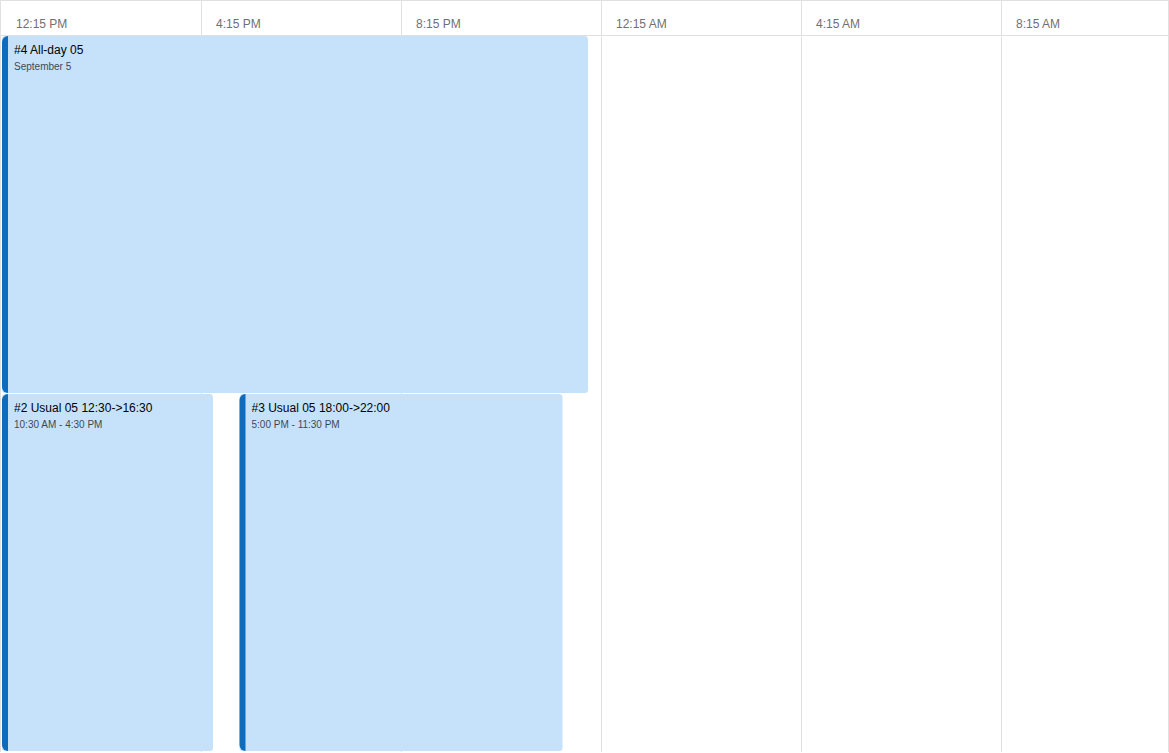 12:15 PM
4:15 PM
8:15 PM
12:15 AM
4:15 AM
8:15 AM
#4 All-day 05
September 5
#2 Usual 05 12:30->16:30
10:30 AM - 4:30 PM
#3 Usual 05 18:00->22:00
5:00 PM - 11:30 PM